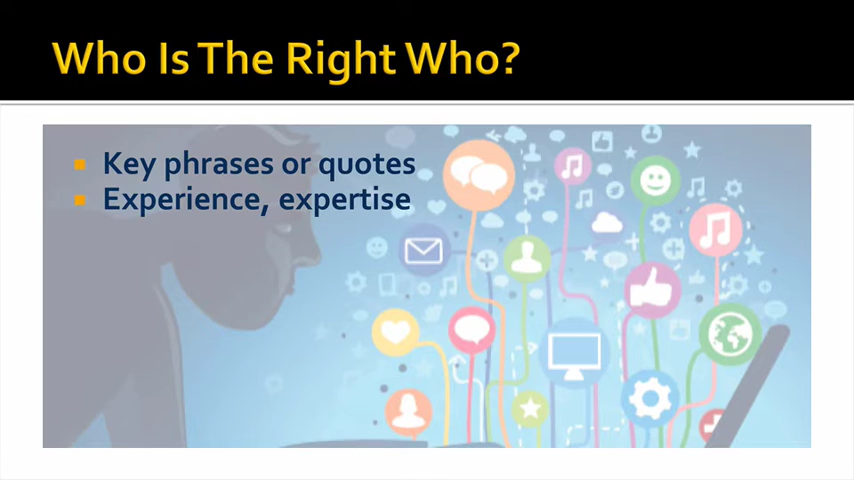 Who Is The Right Who?
Key phrases or quotes
Experience, expertise